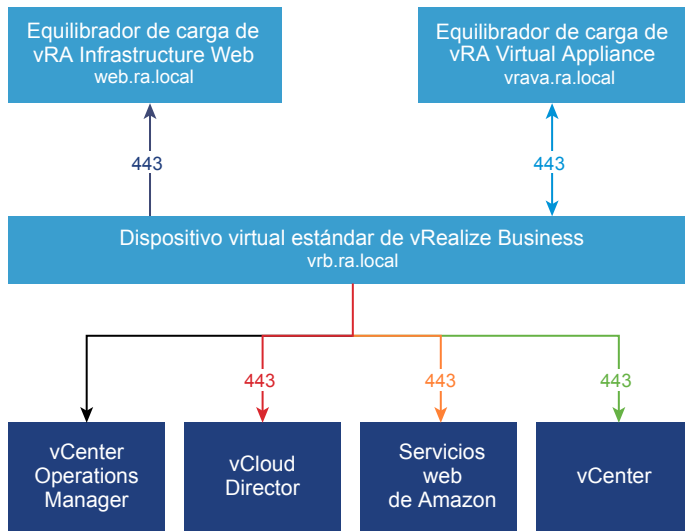 Equilibrador de carga de
vRA Infrastructure Web
web.ra.local
Equilibrador de carga de
vRA Virtual Appliance
vrava.ra.local
443
443
Dispositivo virtual estándar de vRealize Business
vrb.ra.local
443
443
443
vCenter
Operations
Manager
vCloud
Director
Servicios
web
de Amazon
vCenter